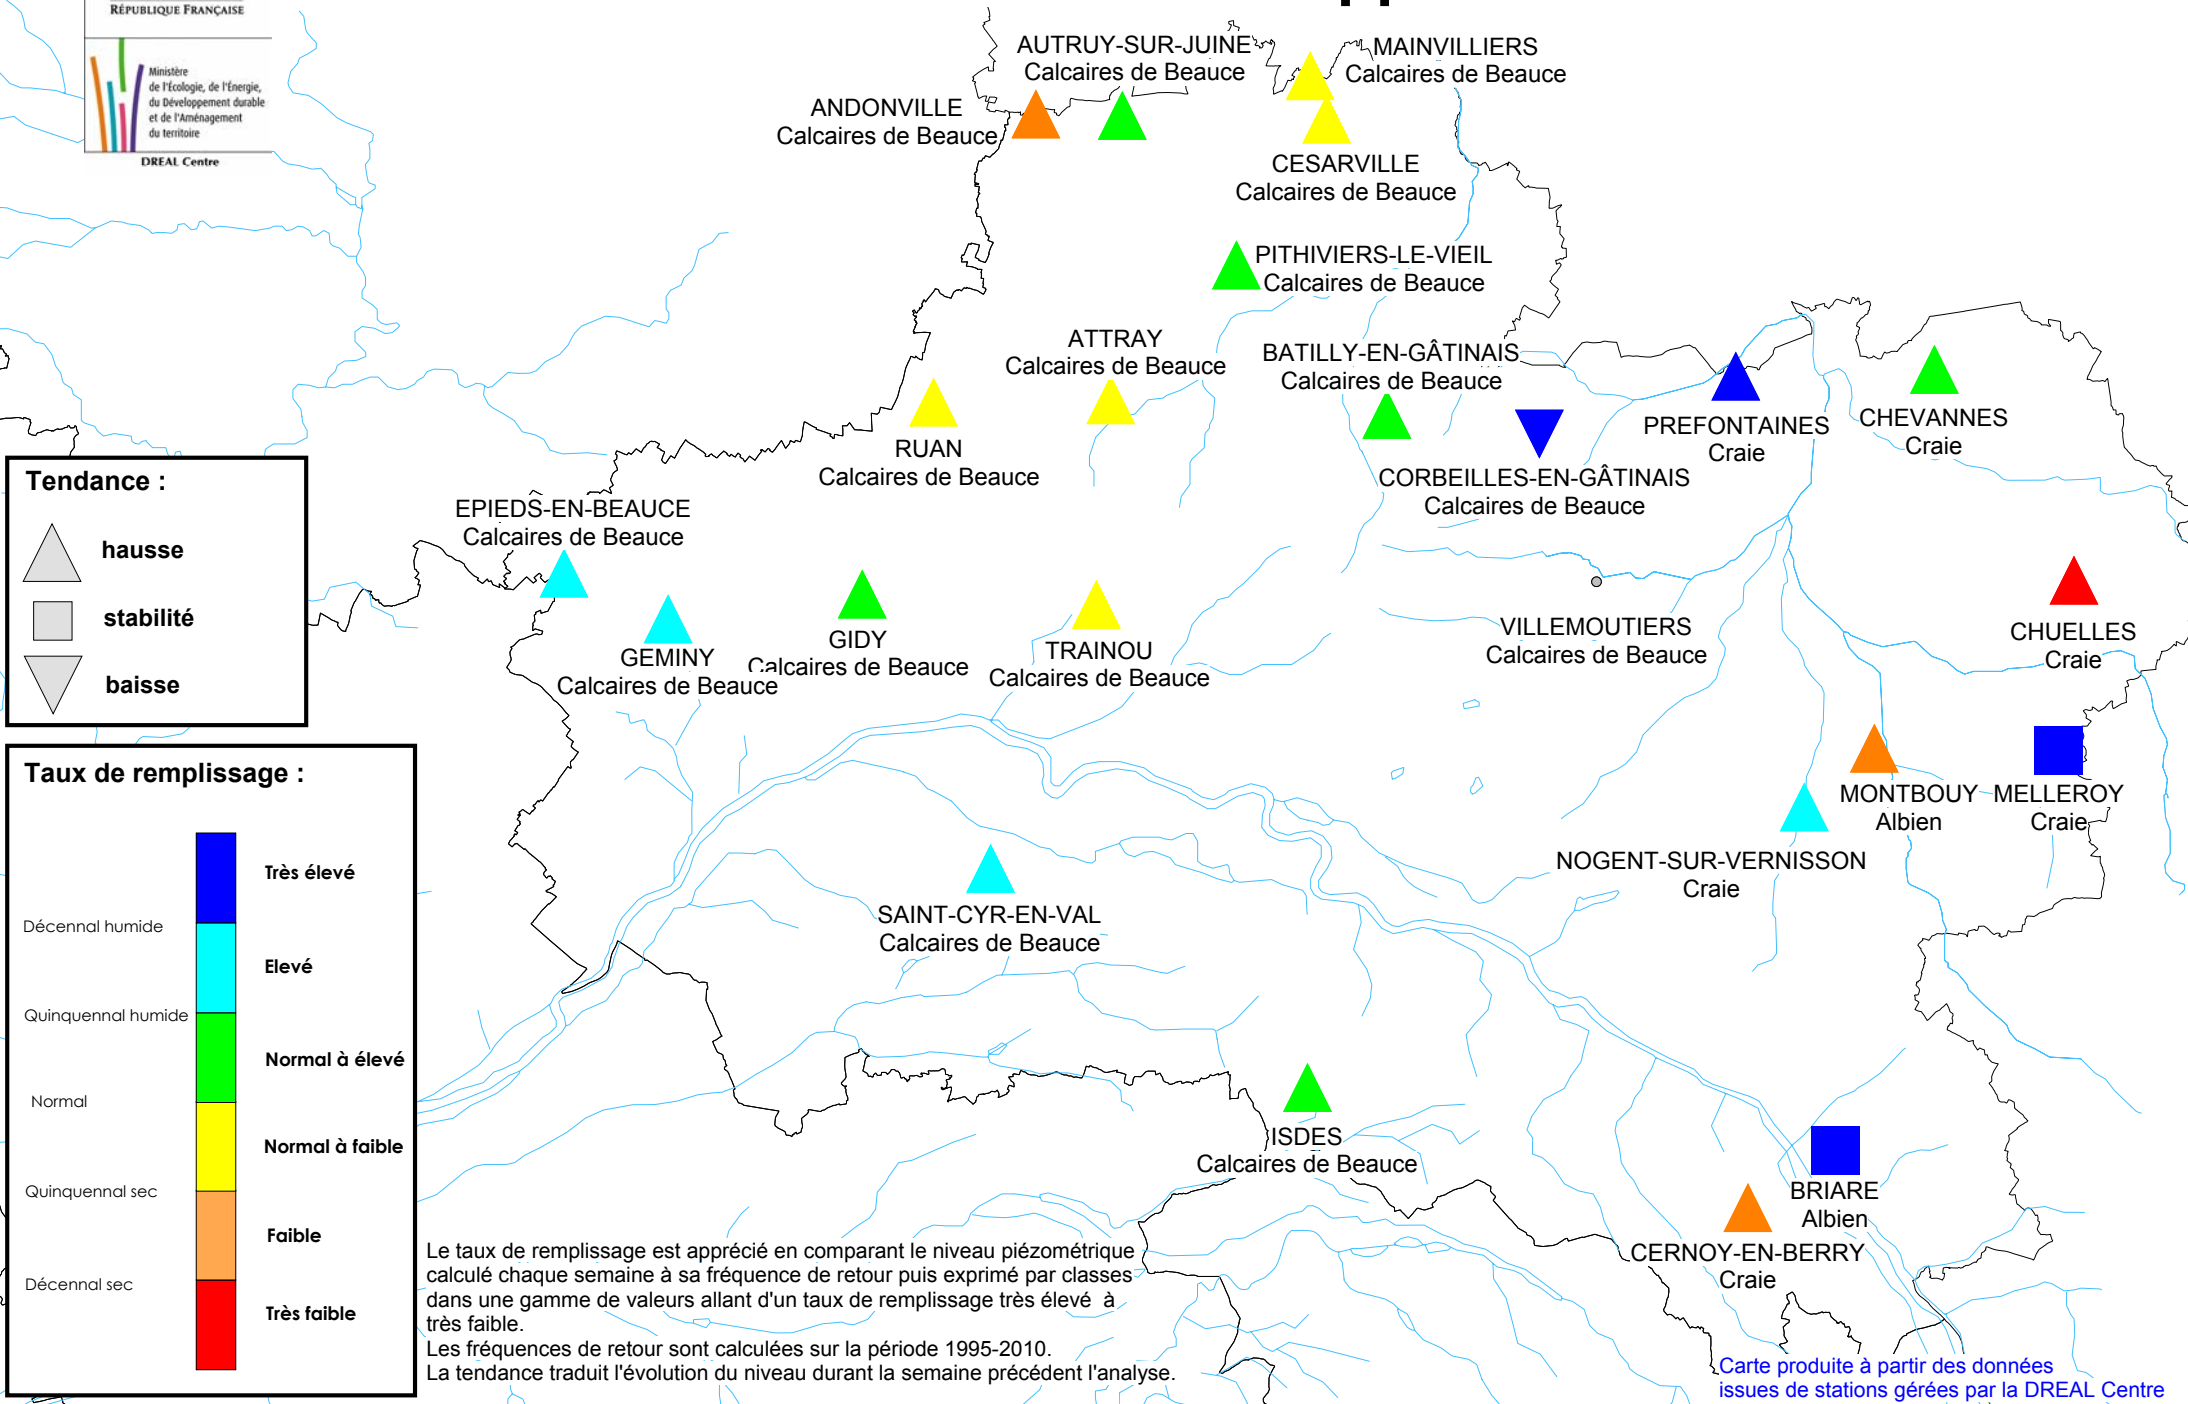 RÉPUBLIQUE FRANÇAISE
Ministère
de l'Écologie, de l'Énergie,
du Développement durable
et de l'Aménagement
du territoire
DREAL Centre
AUTRUY-SUR-JUINE
Calcaires de Beauce
MAINVILLIERS
Calcaires de Beauce
ANDONVILLE
Calcaires de Beauce
CESARVILLE
Calcaires de Beauce
PITHIVIERS-LE-VIEIL
Calcaires de Beauce
ATTRAY
Calcaires de Beauce
BATILLY-EN-GÂTINAIS
Calcaires de Beauce
RUAN
Calcaires de Beauce
PREFONTAINES
Craie
CHEVANNES
Craie
CORBEILLES-EN-GÂTINAIS
Calcaires de Beauce
EPIEDS-EN-BEAUCE
Calcaires de Beauce
GEMINY
Calcaires de Beauce
GIDY
Calcaires de Beauce
TRAINOU
Calcaires de Beauce
VILLEMOUTIERS
Calcaires de Beauce
CHUELLES
Craie
MONTBOUY
Albien
MELLEROY
Craie
NOGENT-SUR-VERNISSON
Craie
SAINT-CYR-EN-VAL
Calcaires de Beauce
ISDES
Calcaires de Beauce
BRIARE
Albien
CERNOY-EN-BERRY
Craie
Tendance :
hausse
stabilité
baisse
Taux de remplissage :
Très élevé
Décennal humide
Elevé
Quinquennal humide
Normal à élevé
Normal
Normal à faible
Quinquennal sec
Faible
Décennal sec
Très faible
Le taux de remplissage est apprécié en comparant le niveau piézométrique
calculé chaque semaine à sa fréquence de retour puis exprimé par classes
dans une gamme de valeurs allant d'un taux de remplissage très élevé à
très faible.
Les fréquences de retour sont calculées sur la période 1995-2010.
La tendance traduit l'évolution du niveau durant la semaine précédent l'analyse.
Carte produite à partir des données
issues de stations gérées par la DREAL Centre